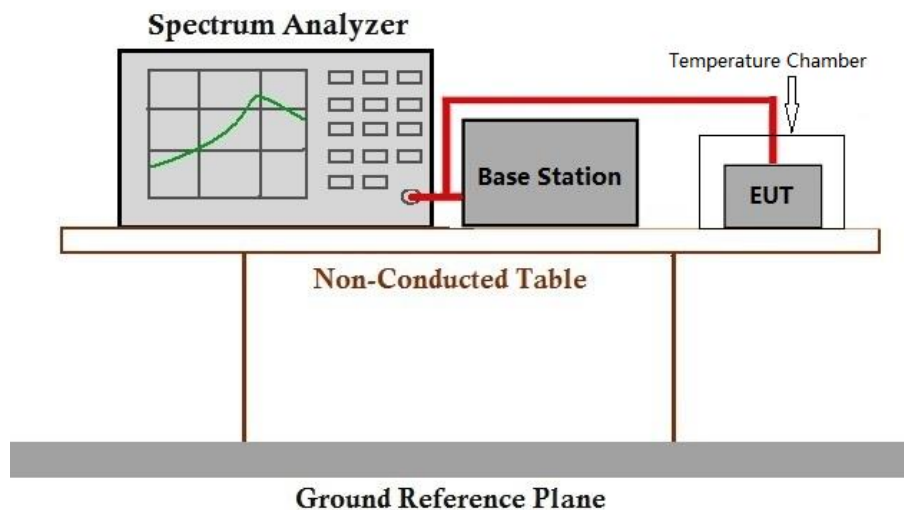 Spectrum Analyzer
Temperature Chamber
Base Station
EUT
Non-Conducted Table
Ground Reference Plane